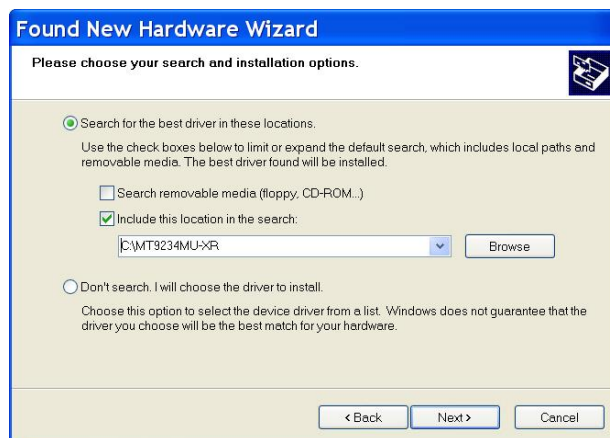 Found New Hardware Wizard
Please choose your search and installation options.
Search for the best driver in these locations.
Use the check boxes below to limit or expand the default search, which includes local paths and
removable media. The best driver found will be installed.
Search removable media (floppy, CD-ROM...)
Include this location in the search:
C:\MT9234MU-XR
Browse
Don't search. I will choose the driver to install.
Choose this option to select the device driver from a list. Windows does not guarantee that the
driver you choose will be the best match for your hardware.
< Back Next > Cancel